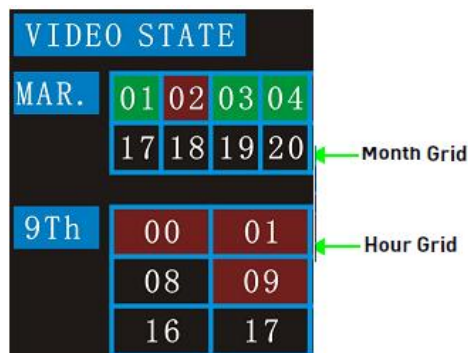 VIDEO STATE
MAR. 01 02 03 04
17 18 19 20
Month Grid
9Th 00 01
Hour Grid
08 09
16 17